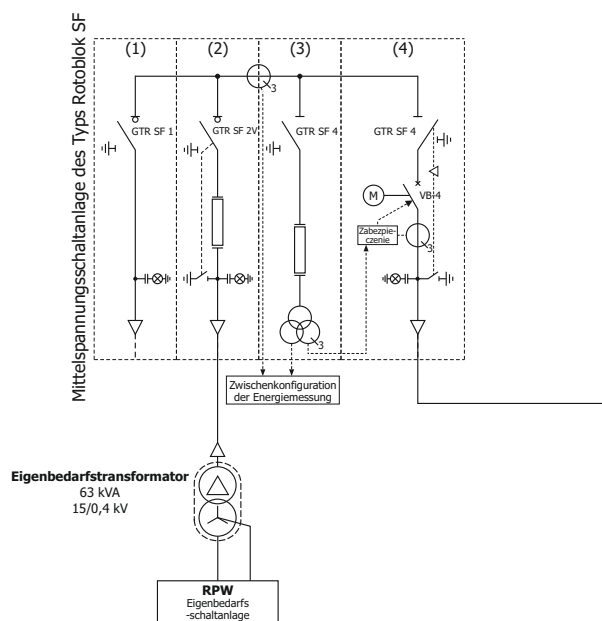 Mittelspannungsschaltanlage des Typs Rotoblok SF
(1)
(2)
(3)
(4)
3
GTR SF 1
GTR SF 2V
GTR SF 4
GTR SF 4
M
VB-4
Zabezpie-
czenie
3
3
Zwischenkonfiguration
der Energiemessung
Eigenbedarfstransformator
63 kVA
15/0,4 kV
RPW
Eigenbedarfs
-schaltanlage